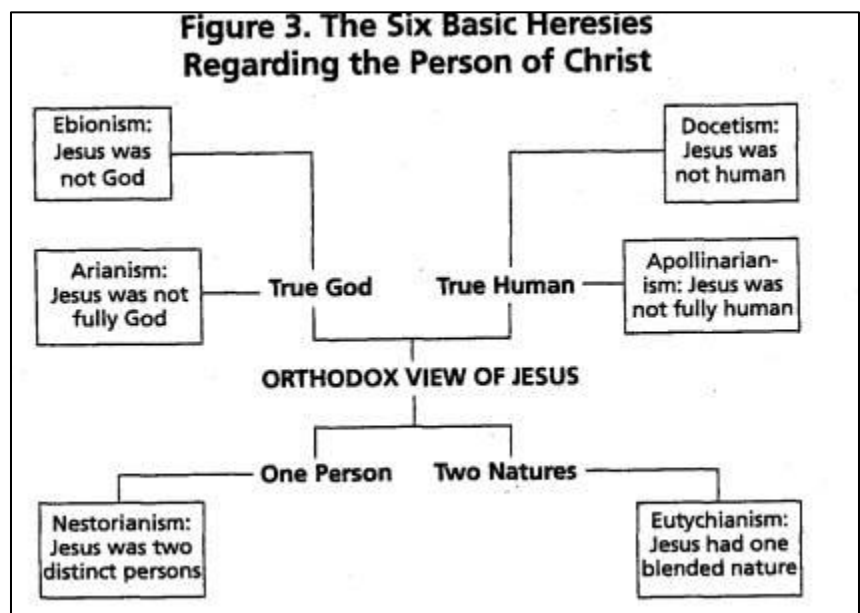 Figure 3. The Six Basic Heresies
Regarding the Person of Christ
Ebionism:
Jesus was
not God
Docetism:
Jesus was
not human
Arianism:
Jesus was not
fully God
True God
True Human
Apollinarian-
ism: Jesus was
not fully human
ORTHODOX VIEW OF JESUS
One Person
Two Natures
Nestorianism:
Jesus was two
distinct persons
Eutychianism:
Jesus had one
blended nature